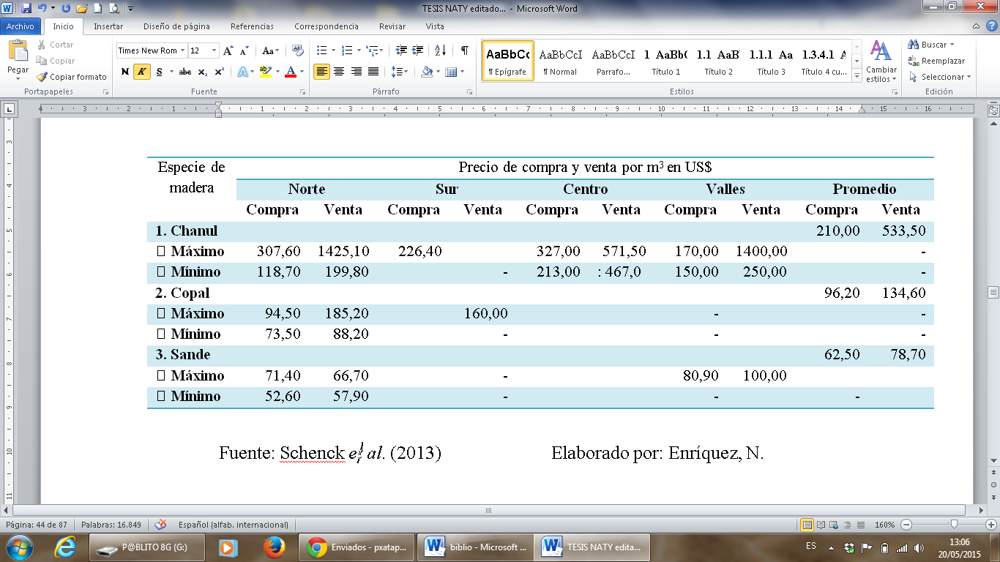 TESIS NATY editado... - Microsoft Word
Archivo Inicio Insertar Diseño de página Referencias Correspondencia Revisar Vista
Pegar
Cortar
Copiar
Copiar formato
Portapapeles
Times New Rom 12
N K S abc x₂ x²
Fuente
Párrafo
AaBbCc AaBbCcI AaBbCcI 1 AaBb( 1.1 AaB 1.1.1 Aa 1.3.4.1 A
¶ Epígrafe ¶ Normal Parrafo... Título 1 Título 2 Título 3 Título 4 cu...
Estilos
Cambiar estilos
Buscar
Reemplazar
Seleccionar
Edición
Especie de madera
Precio de compra y venta por m³ en US$
Norte Sur Centro Valles Promedio
Compra Venta Compra Venta Compra Venta Compra Venta Compra Venta
1. Chanul 210,00 533,50
Máximo 307,60 1425,10 226,40 327,00 571,50 170,00 1400,00 -
Mínimo 118,70 199,80 - 213,00 : 467,0 150,00 250,00 -
2. Copal 96,20 134,60
Máximo 94,50 185,20 160,00 - -
Mínimo 73,50 88,20 - - -
3. Sande 62,50 78,70
Máximo 71,40 66,70 - 80,90 100,00
Mínimo 52,60 57,90 - - -
Fuente: Schenck et al. (2013) Elaborado por: Enríquez, N.
Página: 44 de 87 Palabras: 16.849 Español (alfab. internacional) 160%
P@BLITO 8G (G:) Enviados - pxatap... biblio - Microsoft ... TESIS NATY edita... ES 13:06
20/05/2015